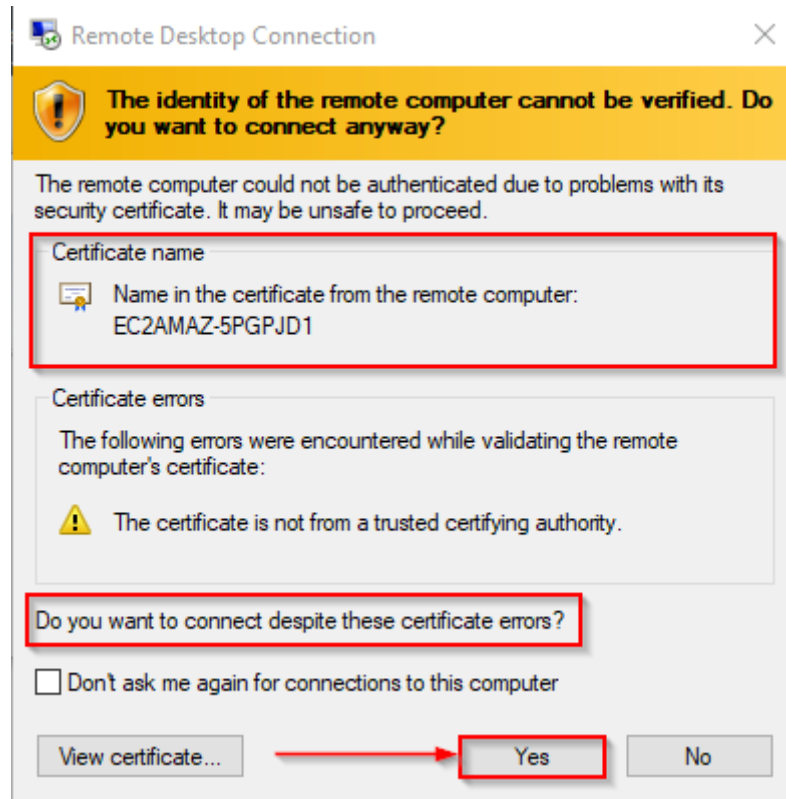 Remote Desktop Connection
The identity of the remote computer cannot be verified. Do
you want to connect anyway?
The remote computer could not be authenticated due to problems with its
security certificate. It may be unsafe to proceed.
Certificate name
Name in the certificate from the remote computer:
EC2AMAZ-5PGPJD1
Certificate errors
The following errors were encountered while validating the remote
computer's certificate:
The certificate is not from a trusted certifying authority.
Do you want to connect despite these certificate errors?
Don't ask me again for connections to this computer
View certificate... Yes No